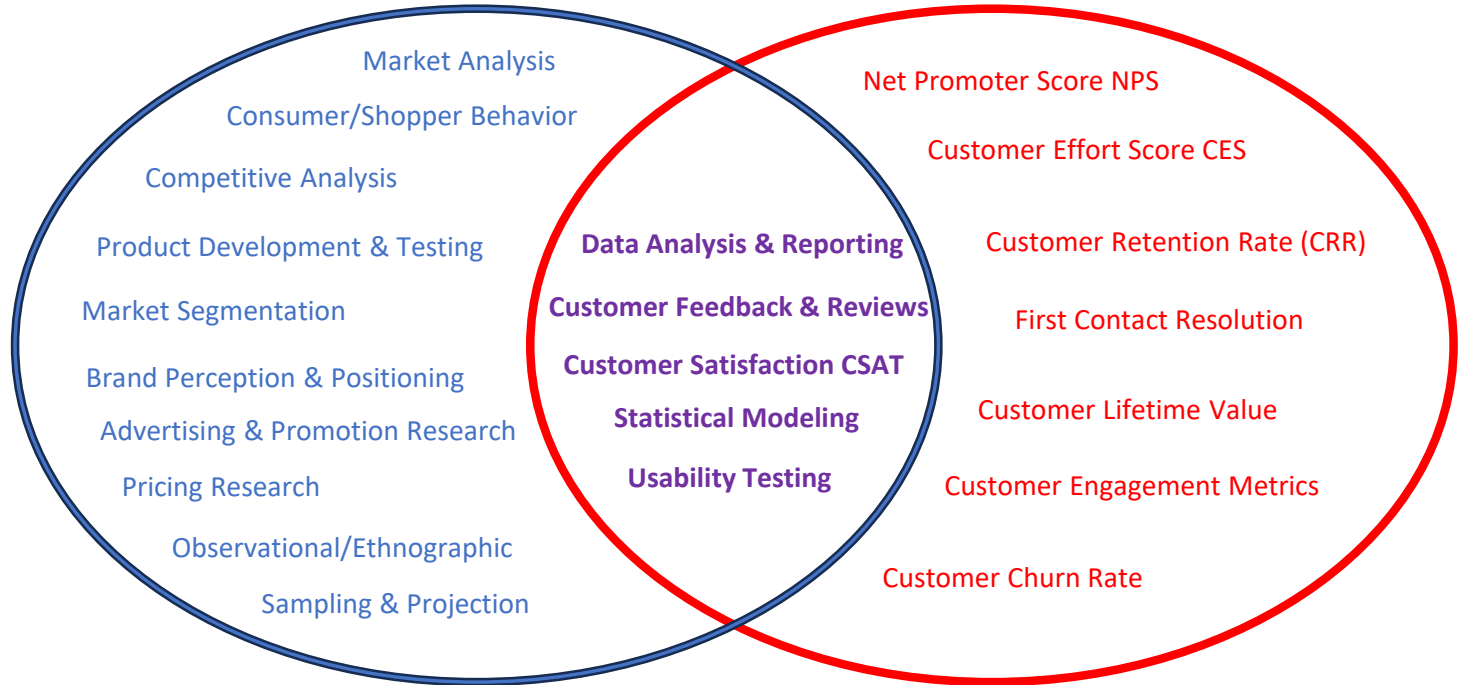 Market Analysis
Consumer/Shopper Behavior
Competitive Analysis
Product Development & Testing
Market Segmentation
Brand Perception & Positioning
Advertising & Promotion Research
Pricing Research
Observational/Ethnographic
Sampling & Projection
Data Analysis & Reporting
Customer Feedback & Reviews
Customer Satisfaction CSAT
Statistical Modeling
Usability Testing
Net Promoter Score NPS
Customer Effort Score CES
Customer Retention Rate (CRR)
First Contact Resolution
Customer Lifetime Value
Customer Engagement Metrics
Customer Churn Rate